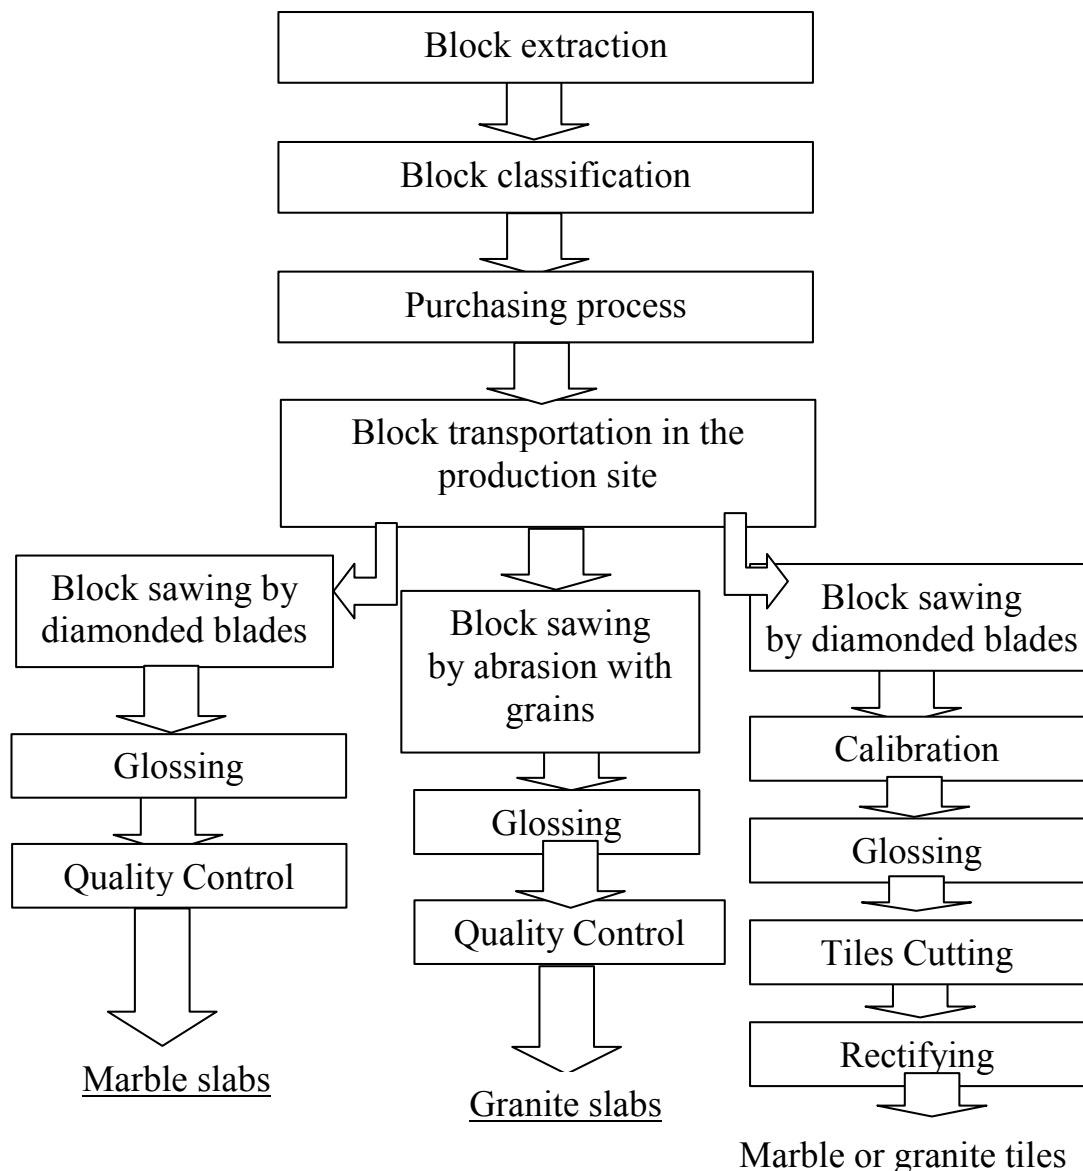 Block extraction
Block classification
Purchasing process
Block transportation in the
production site
Block sawing by
diamonded blades
Glossing
Quality Control
Marble slabs
Block sawing
by abrasion with
grains
Glossing
Quality Control
Granite slabs
Block sawing
by diamonded blades
Calibration
Glossing
Tiles Cutting
Rectifying
Marble or granite tiles